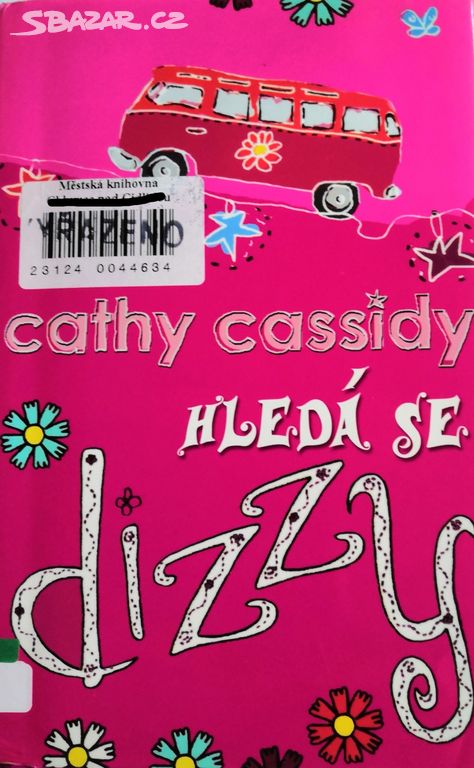 SBAZAR.CZ
Městská knihovna
VYŘAZENO
23124 0044634
cathy cassidy
HLEDÁ SE
dizzy